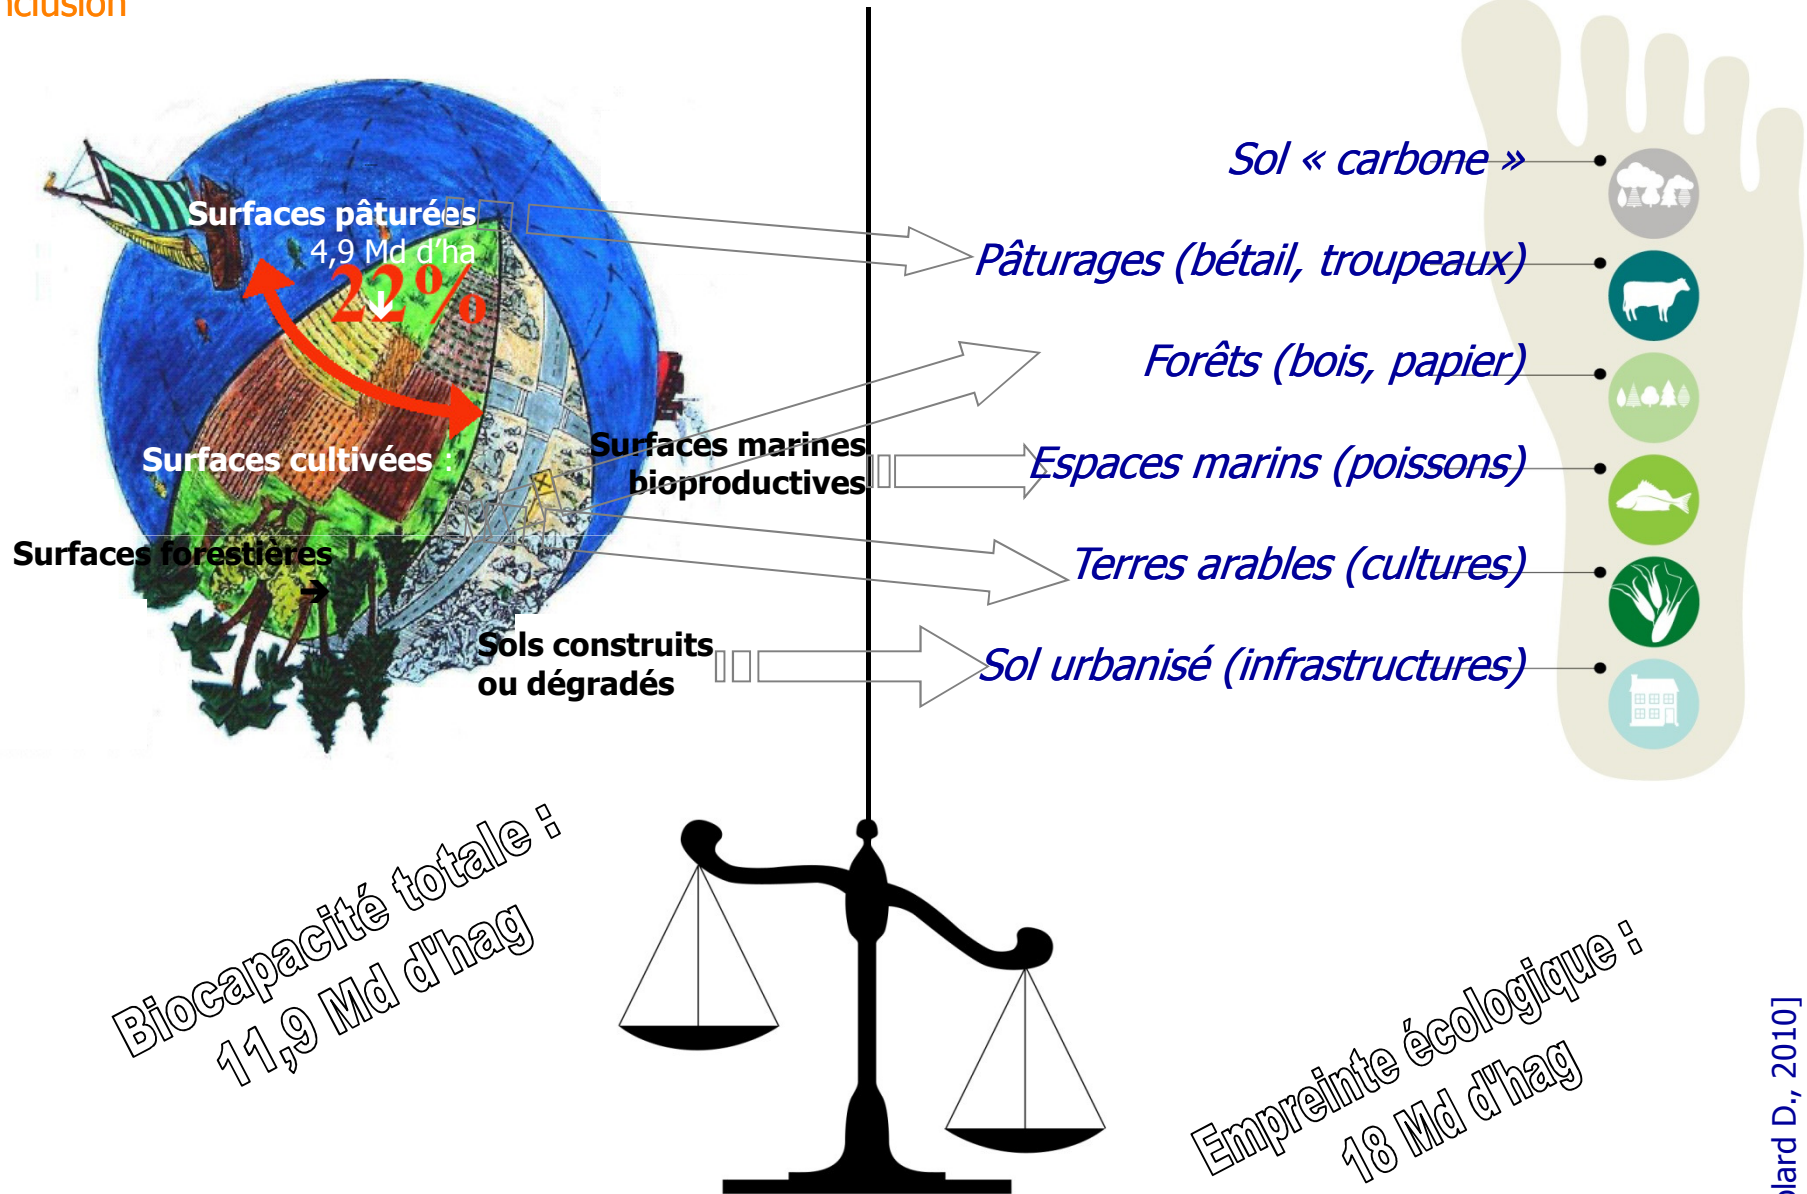 Surfaces pâturées
4,9 Md d'ha
22%
Surfaces cultivées :
Surfaces marines
bioproductives
Surfaces forestières
➔
Sols construits
ou dégradés
Sol « carbone »
Pâturages (bétail, troupeaux)
Forêts (bois, papier)
Espaces marins (poissons)
Terres arables (cultures)
Sol urbanisé (infrastructures)
Biocapacité totale :
11,9 Md d'hag
Empreinte écologique :
18 Md d'hag
D., 2010]